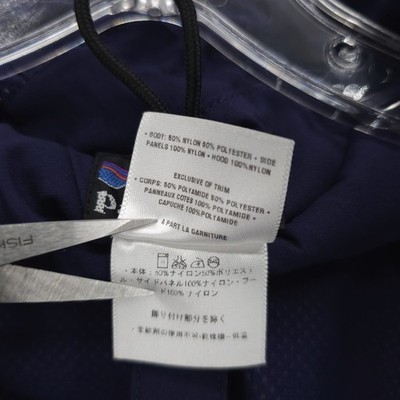 • BODY: 50% NYLON 50% POLYESTER • SIDE
PANELS 100% NYLON • HOOD 100% NYLON
EXCLUSIVE OF TRIM
• CORPS: 50% POLYAMIDE 50% POLYESTER •
PANNEAUX COTES 100% POLYAMIDE •
CAPUCHE 100% POLYAMIDE
A PART LA GARNITURE
FISK
・本体：50%ナイロン50%ポリエス
ル・サイドパネル100%ナイロン・フー
ド100%ナイロン
飾り付け部分を除く